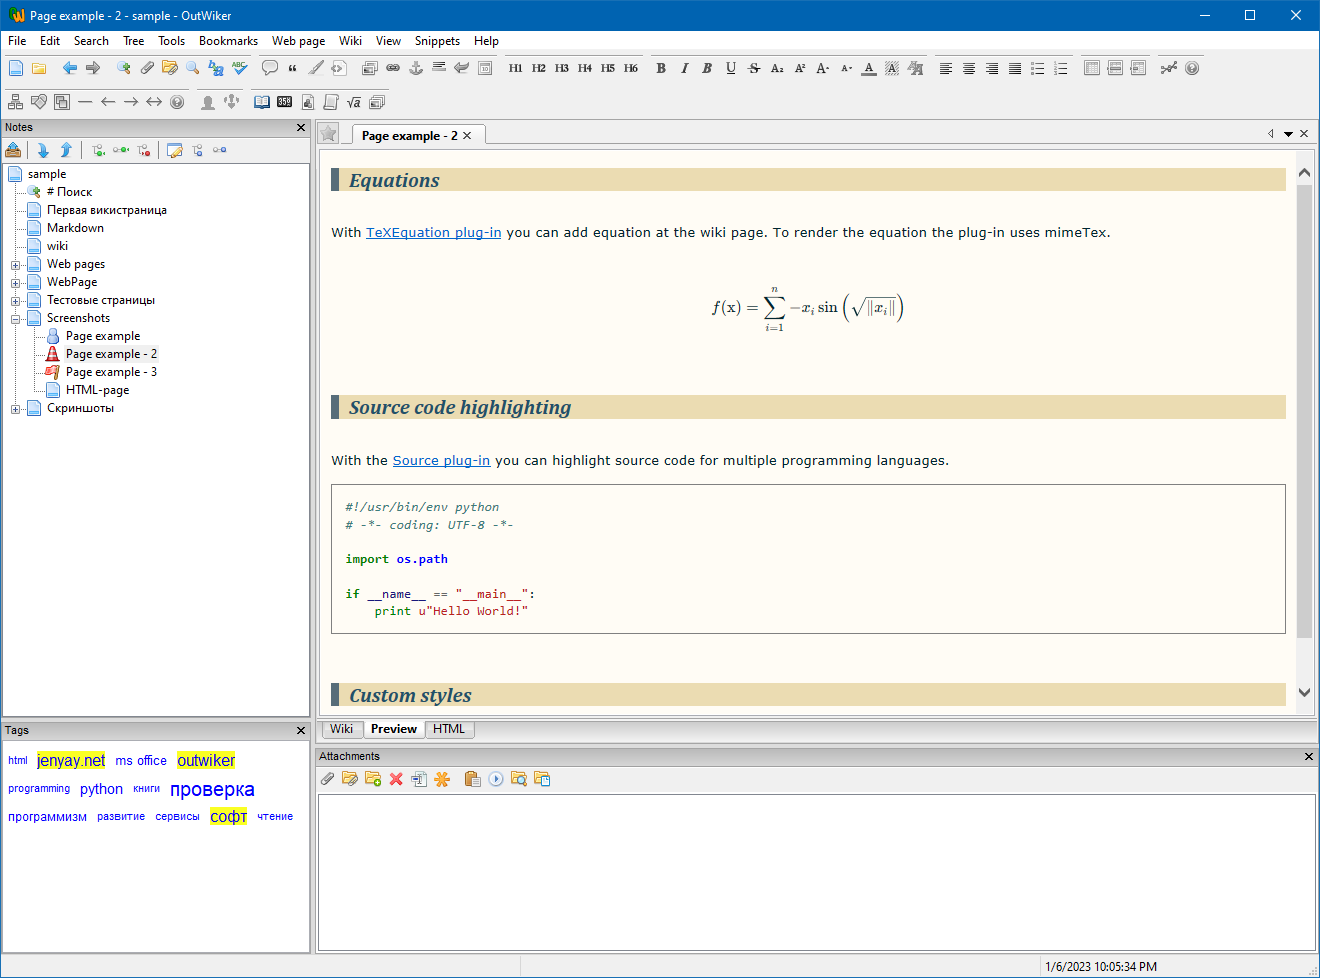 Page example - 2 - sample - OutWiker
File Edit Search Tree Tools Bookmarks Web page Wiki View Snippets Help
H1 H2 H3 H4 H5 H6 B I B U S A₂ A² A A A A
Notes
sample
# Поиск
Первая викистраница
Markdown
wiki
Web pages
WebPage
Тестовые страницы
Screenshots
Page example
Page example - 2
Page example - 3
HTML-page
Скриншоты
Tags
html jenyay.net ms office outwiker
programming python книги проверка
программизм развитие сервисы софт чтение
Page example - 2
Equations
With TeXEquation plug-in you can add equation at the wiki page. To render the equation the plug-in uses mimeTex.
f(x) = ∑_{i=1}^{n} −x_i sin (√‖x_i‖)
Source code highlighting
With the Source plug-in you can highlight source code for multiple programming languages.
#!/usr/bin/env python
# -*- coding: UTF-8 -*-
import os.path
if __name__ == "__main__":
print u"Hello World!"
Custom styles
Wiki Preview HTML
Attachments
1/6/2023 10:05:34 PM